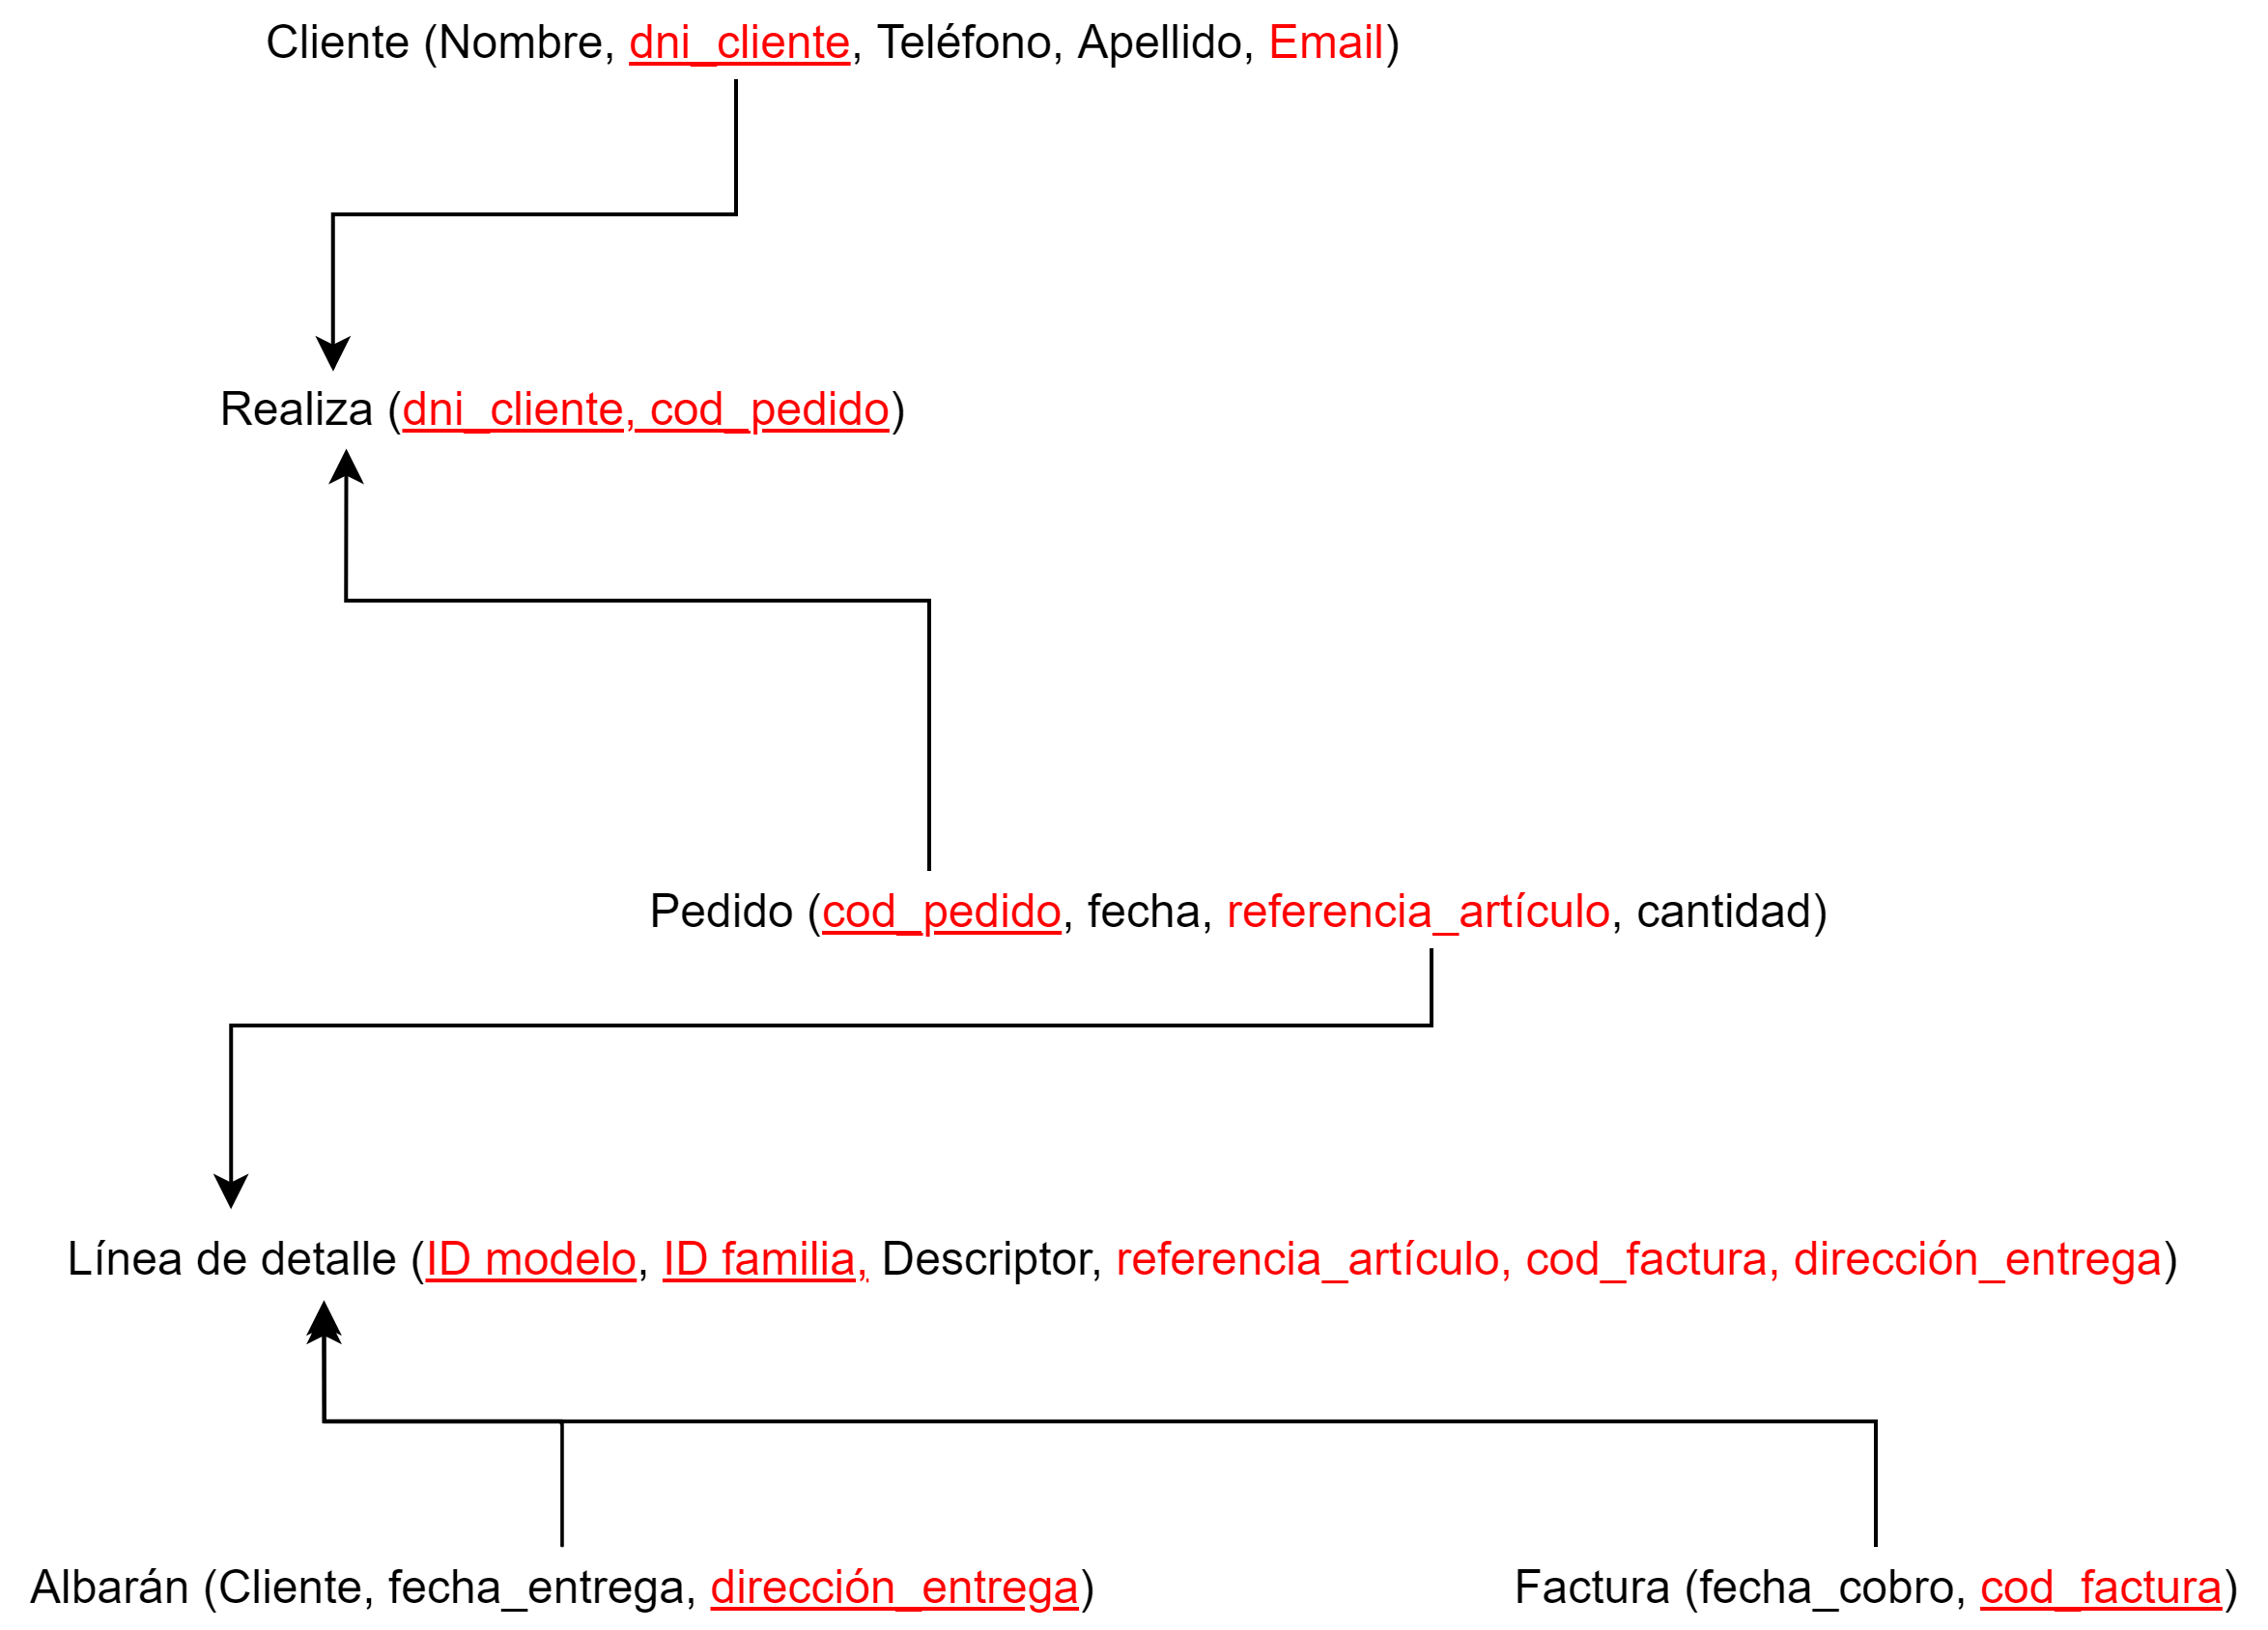 Cliente (Nombre, dni_cliente, Teléfono, Apellido, Email)
Realiza (dni_cliente, cod_pedido)
Pedido (cod_pedido, fecha, referencia_artículo, cantidad)
Línea de detalle (ID modelo, ID familia, Descriptor, referencia_artículo, cod_factura, dirección_entrega)
Albarán (Cliente, fecha_entrega, dirección_entrega)
Factura (fecha_cobro, cod_factura)